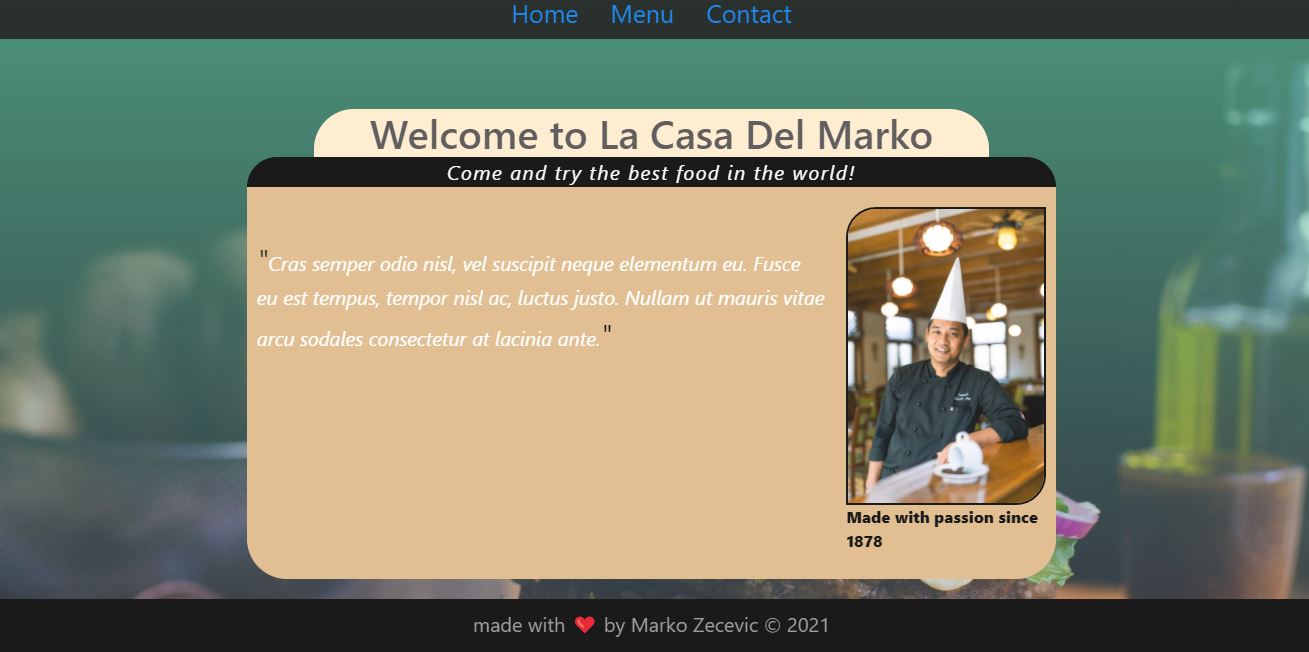 Home Menu Contact
Welcome to La Casa Del Marko
Come and try the best food in the world!
"Cras semper odio nisl, vel suscipit neque elementum eu. Fusce
eu est tempus, tempor nisl ac, luctus justo. Nullam ut mauris vitae
arcu sodales consectetur at lacinia ante."
Made with passion since
1878
made with ❤ by Marko Zecevic © 2021